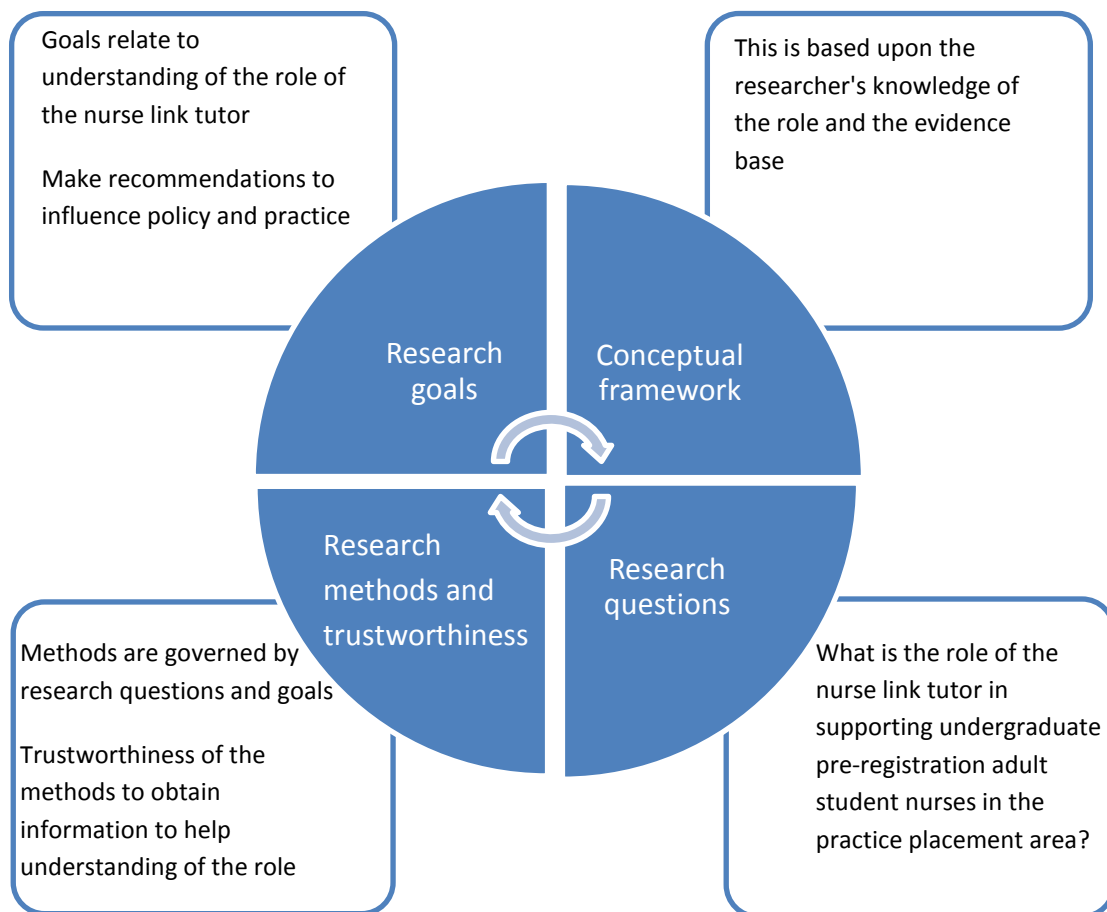 Goals relate to
understanding of the role of
the nurse link tutor
Make recommendations to
influence policy and practice
This is based upon the
researcher's knowledge of
the role and the evidence
base
Research
goals
Conceptual
framework
Research
methods and
trustworthiness
Research
questions
Methods are governed by
research questions and goals
Trustworthiness of the
methods to obtain
information to help
understanding of the role
What is the role of the
nurse link tutor in
supporting undergraduate
pre-registration adult
student nurses in the
practice placement area?